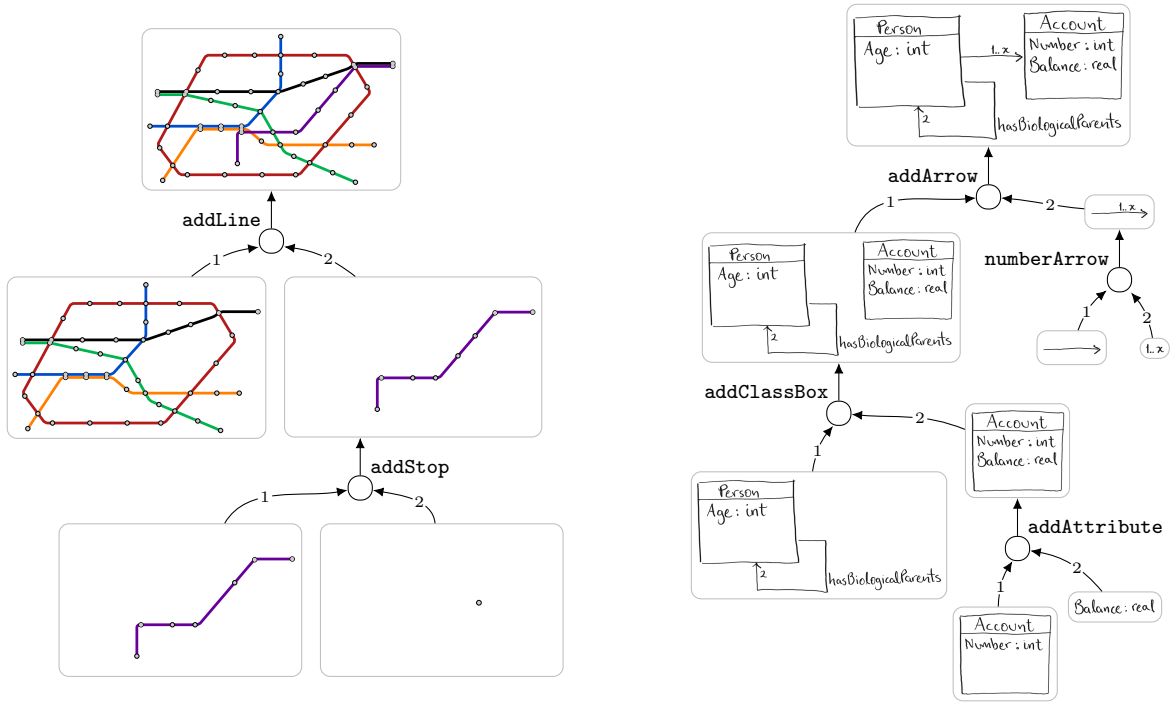 addLine
1
2
addStop
1
2
Person
Age : int
Account
Number : int
Balance : real
1..x
2
hasBiologicalParents
addArrow
1
2
1..x
numberArrow
1
2
1..x
Person
Age : int
Account
Number : int
Balance : real
2
hasBiologicalParents
addClassBox
1
2
Account
Number : int
Balance : real
Person
Age : int
2
hasBiologicalParents
addAttribute
1
2
Balance : real
Account
Number : int